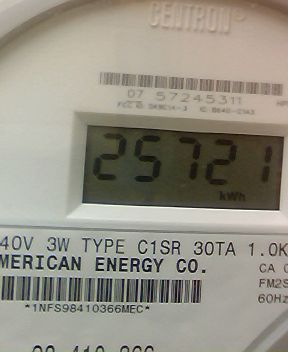 CENTRON®
07 57245311
25721
kWh
40V 3W TYPE C1SR 30TA 1.0K
MERICAN ENERGY CO.
CA
FM2S
60Hz
*1NFS98410366MEC*